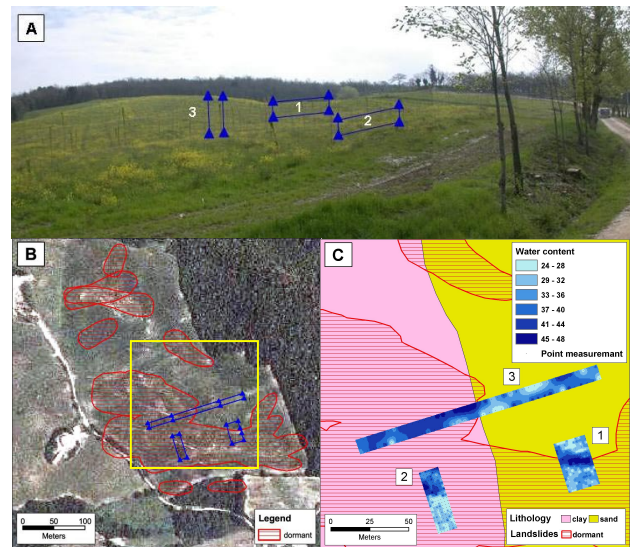 A
3
1
2
B
0
50
100
Meters
Legend
dormant
C
Water content
24 - 28
29 - 32
33 - 36
37 - 40
41 - 44
45 - 48
Point measuremant
3
1
2
0
25
50
Meters
Lithology clay sand
Landslides dormant